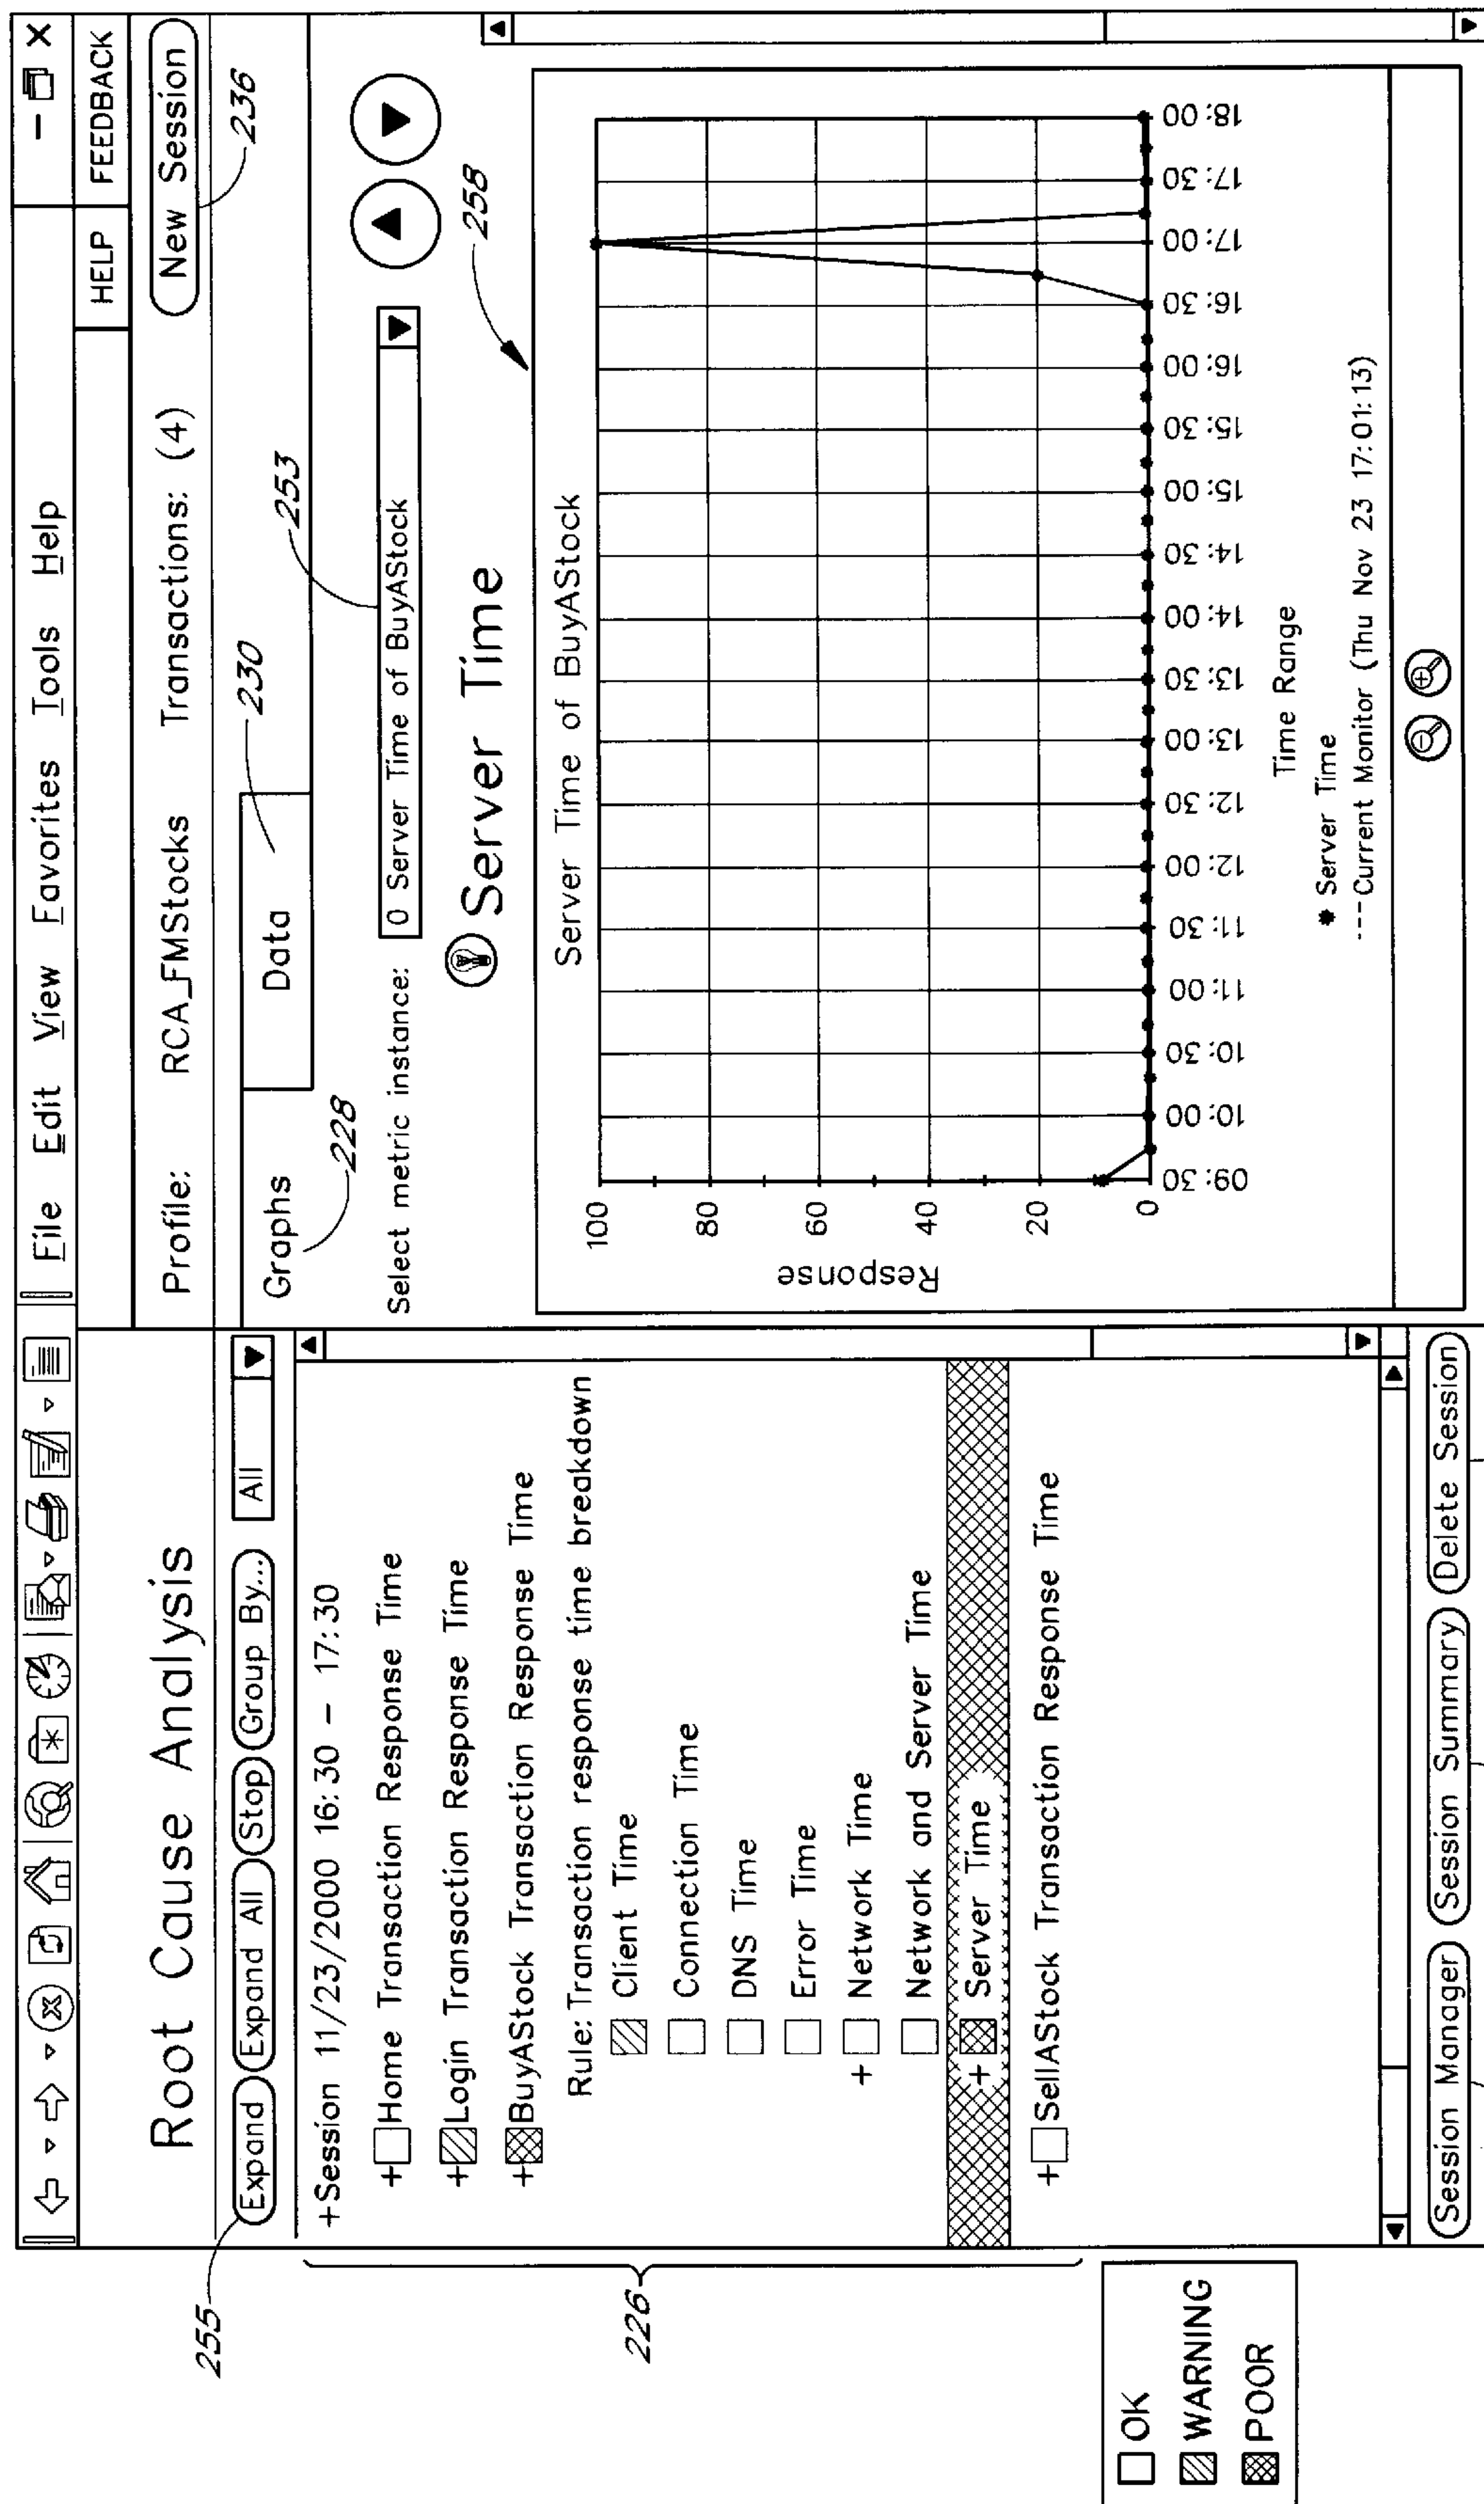 File Edit View Favorites Tools Help
HELP FEEDBACK
Root Cause Analysis
Profile: RCA_FMStocks Transactions: (4) New Session
236
255
Expand Expand All Stop Group By... All
+Session 11/23/2000 16:30 - 17:30
+ Home Transaction Response Time
+ Login Transaction Response Time
+ BuyAStock Transaction Response Time
Rule: Transaction response time breakdown
Client Time
Connection Time
DNS Time
Error Time
+ Network Time
Network and Server Time
+ Server Time
+ SellAStock Transaction Response Time
226
Session Manager Session Summary Delete Session
Graphs Data
228
230
253
Select metric instance: 0 Server Time of BuyAStock
Server Time
258
Server Time of BuyAStock
Response
100
80
60
40
20
0
09:30 10:00 10:30 11:00 11:30 12:00 12:30 13:00 13:30 14:00 14:30 15:00 15:30 16:00 16:30 17:00 17:30 18:00
Time Range
Server Time
---Current Monitor (Thu Nov 23 17:01:13)
OK
WARNING
POOR